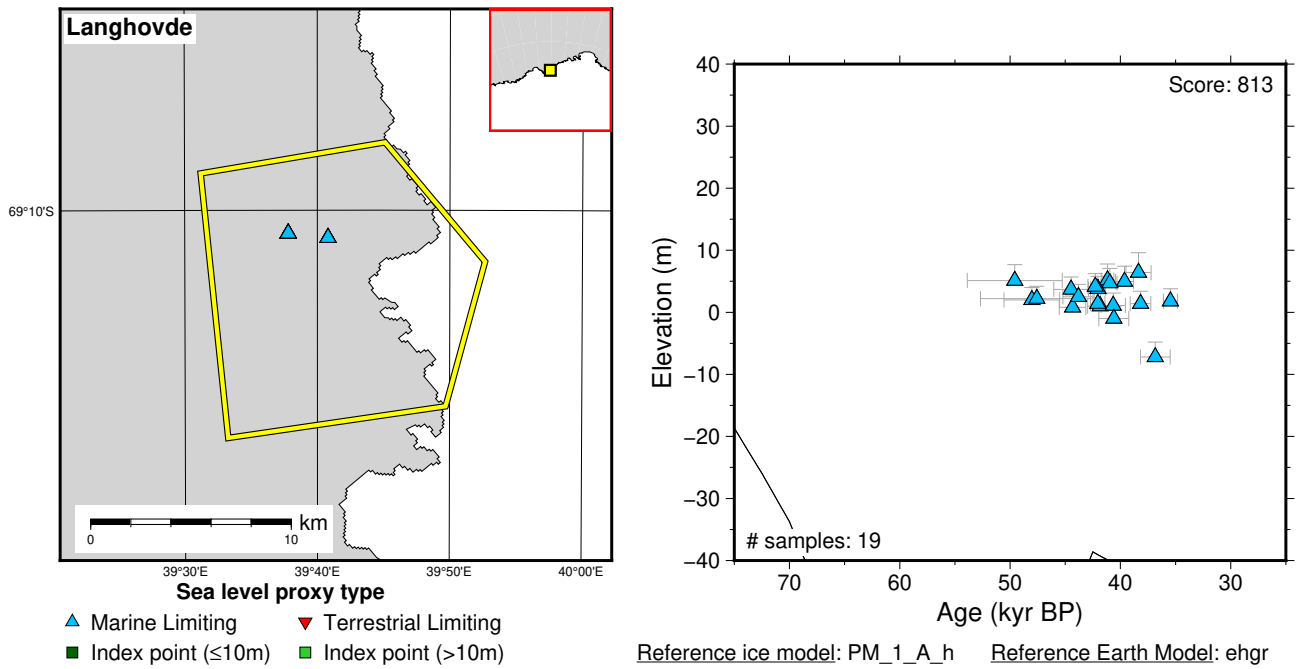 Langhovde
69°10'S
km
0 10
39°30'E 39°40'E 39°50'E 40°00'E
Sea level proxy type
Marine Limiting Terrestrial Limiting
Index point (≤10m) Index point (>10m)
Score: 813
40
30
20
10
0
−10
−20
−30
−40
Elevation (m)
# samples: 19
70 60 50 40 30
Age (kyr BP)
Reference ice model: PM_1_A_h Reference Earth Model: ehgr